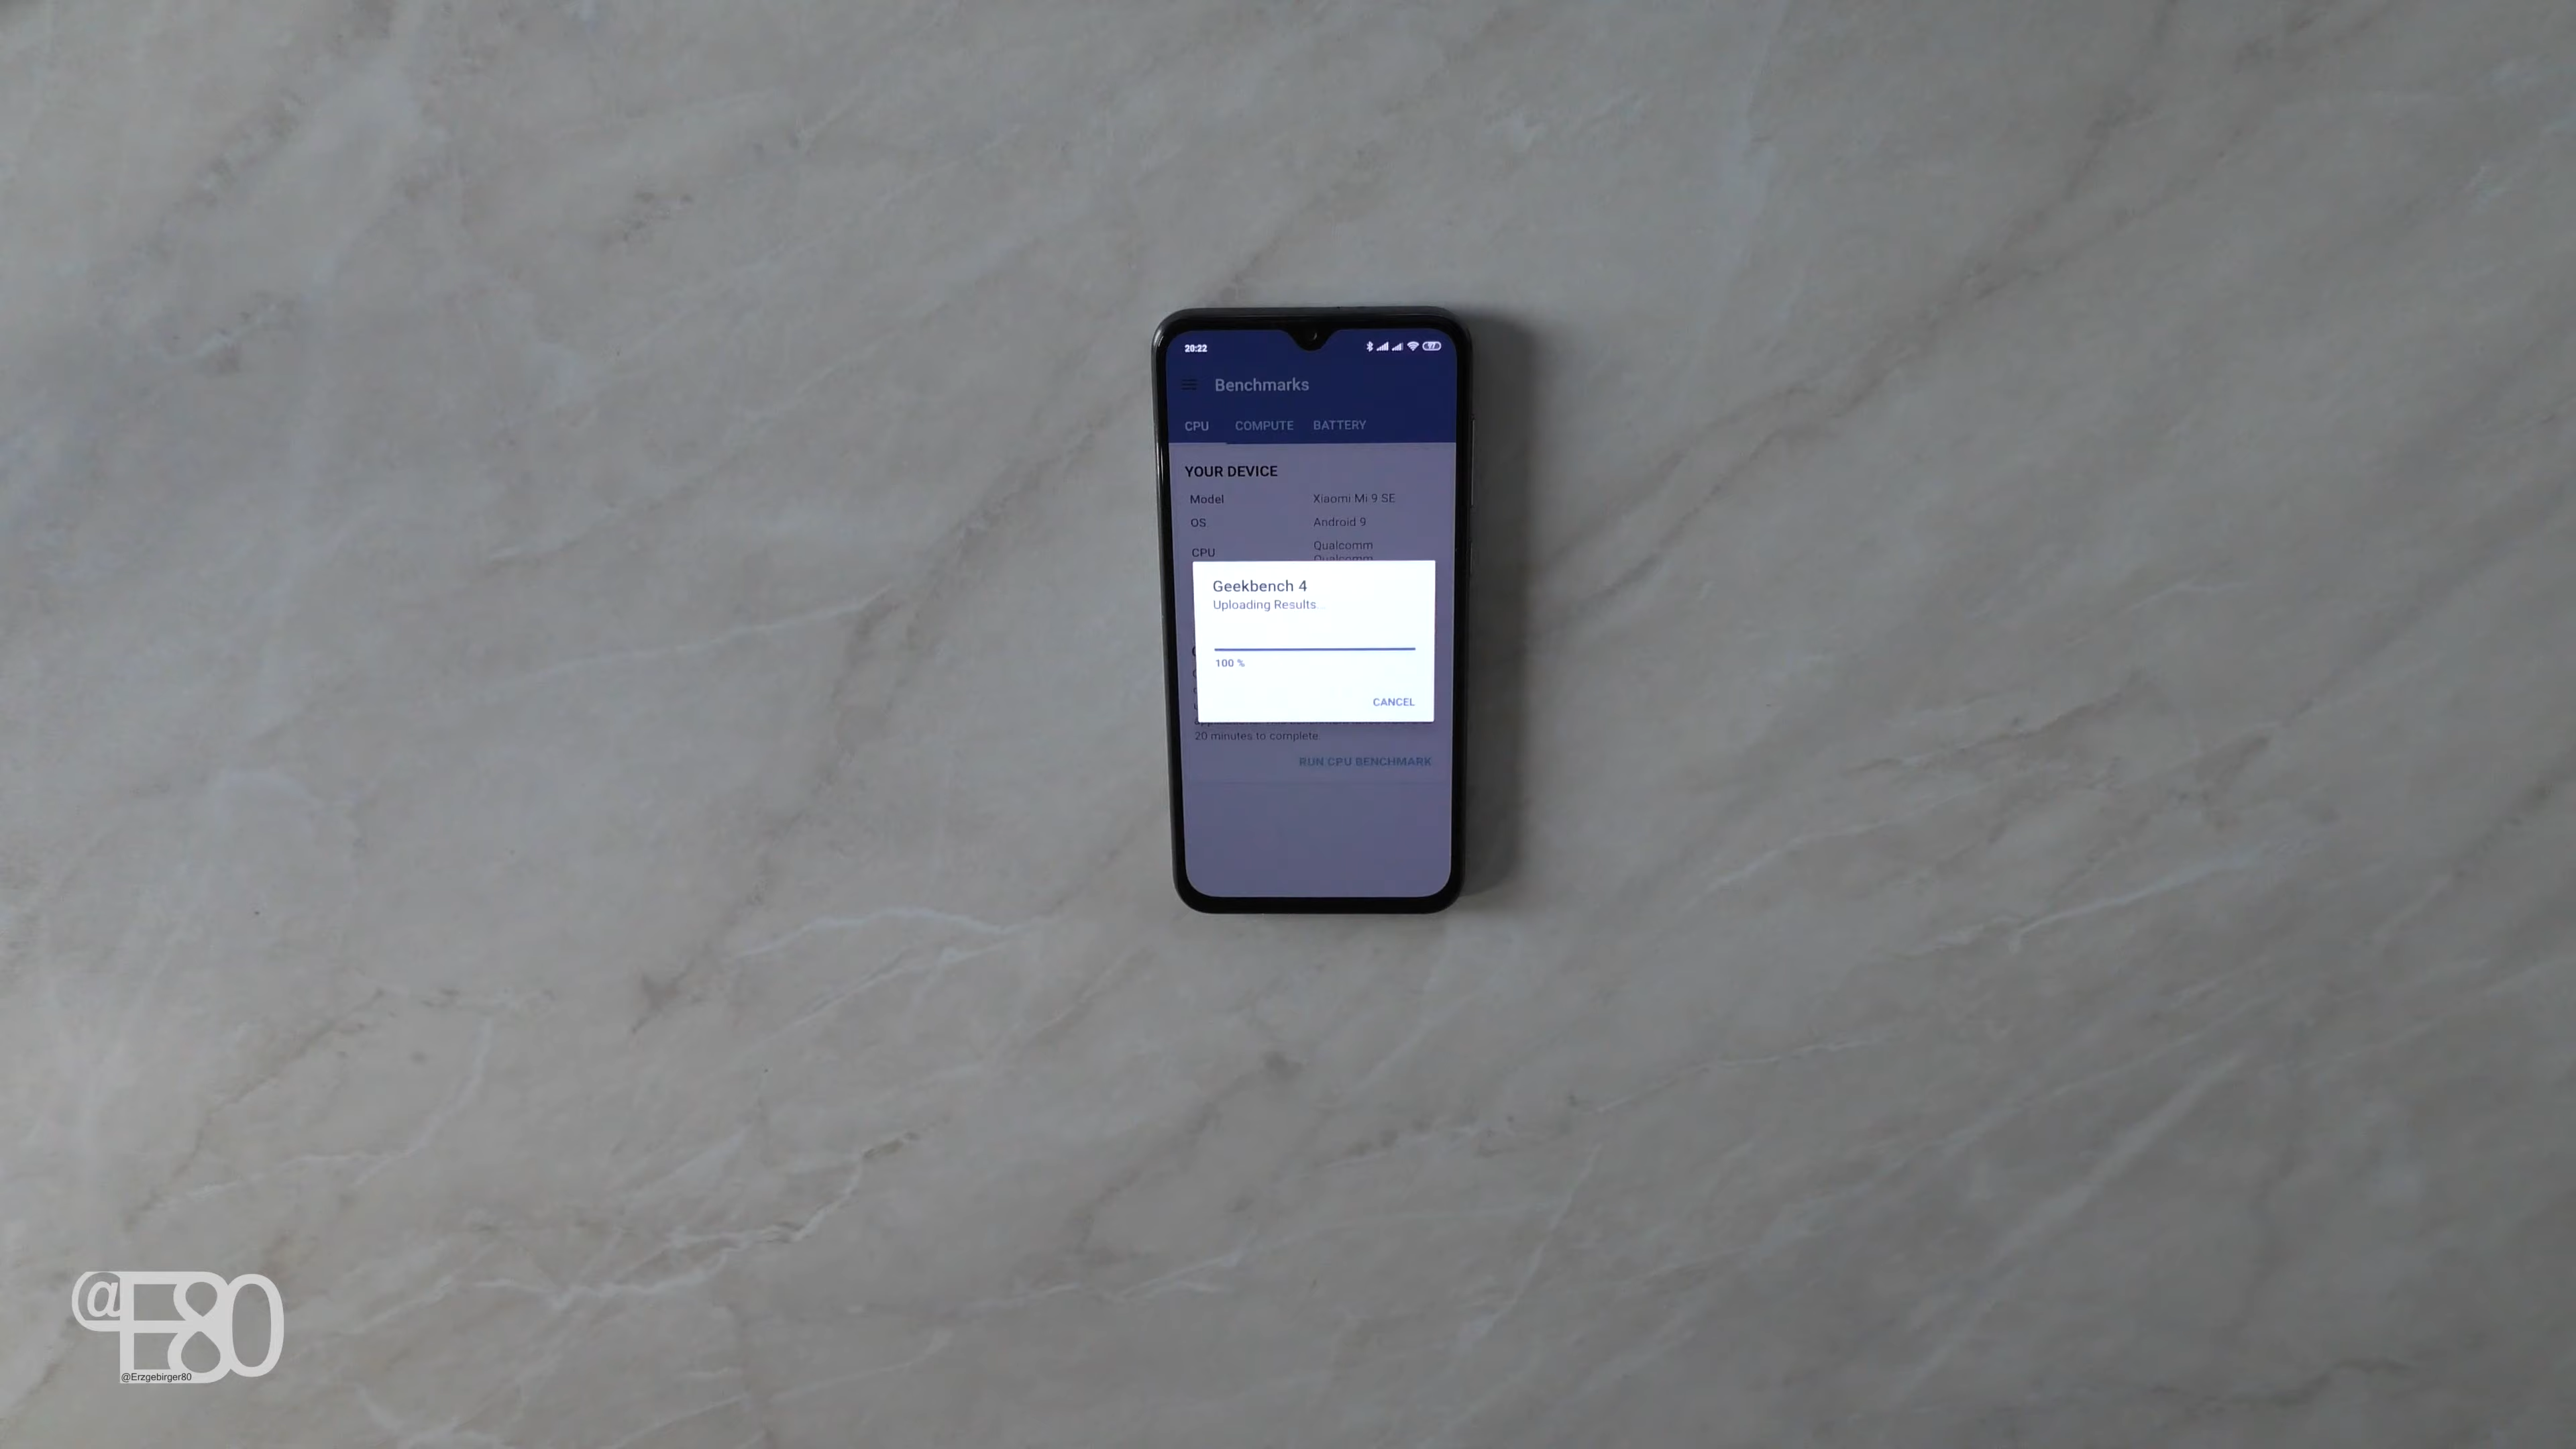 20:22
Benchmarks
CPU COMPUTE BATTERY
YOUR DEVICE
Model Xiaomi Mi 9 SE
OS Android 9
CPU Qualcomm
Qualcomm
Geekbench 4
Uploading Results...
100 %
CANCEL
20 minutes to complete.
RUN CPU BENCHMARK
@E80
@Erzgebirger80